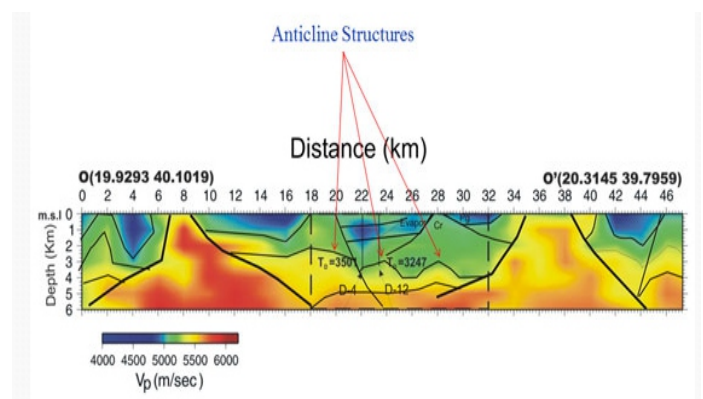 Anticline Structures
Distance (km)
O(19.9293 40.1019) O'(20.3145 39.7959)
0 2 4 6 8 10 12 14 16 18 20 22 24 26 28 30 32 34 36 38 40 42 44 46
m.s.l 0
1
2
3
4
5
6
Depth (Km)
Evapo Cr
T₀=3501 T₀=3247
D-4 D-12
4000 4500 5000 5500 6000
Vp (m/sec)